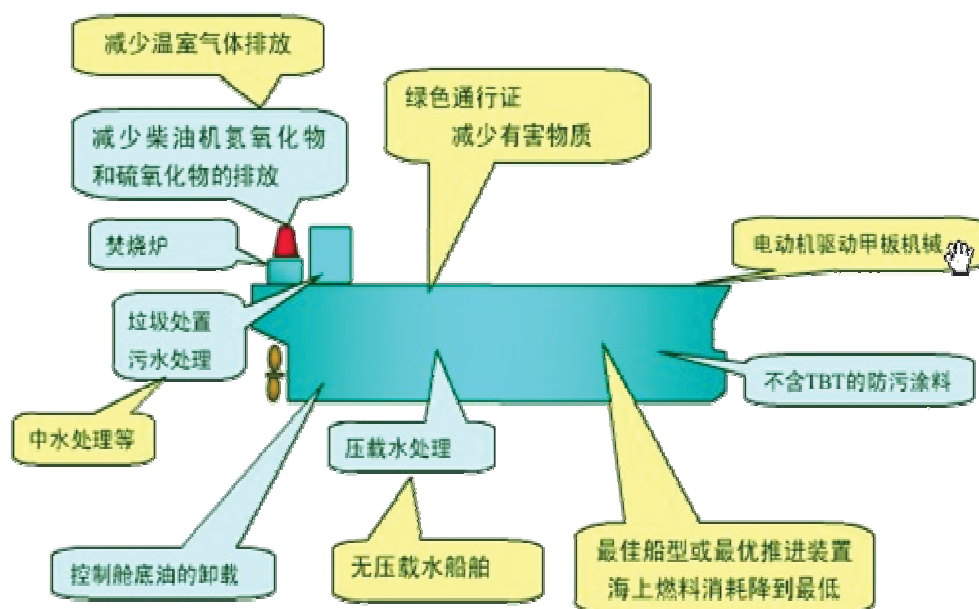 减少温室气体排放
减少柴油机氮氧化物
和硫氧化物的排放
绿色通行证
减少有害物质
焚烧炉
电动机驱动甲板机械
垃圾处置
污水处理
不含TBT的防污涂料
中水处理等
压载水处理
控制舱底油的卸载
无压载水船舶
最佳船型或最优推进装置
海上燃料消耗降到最低